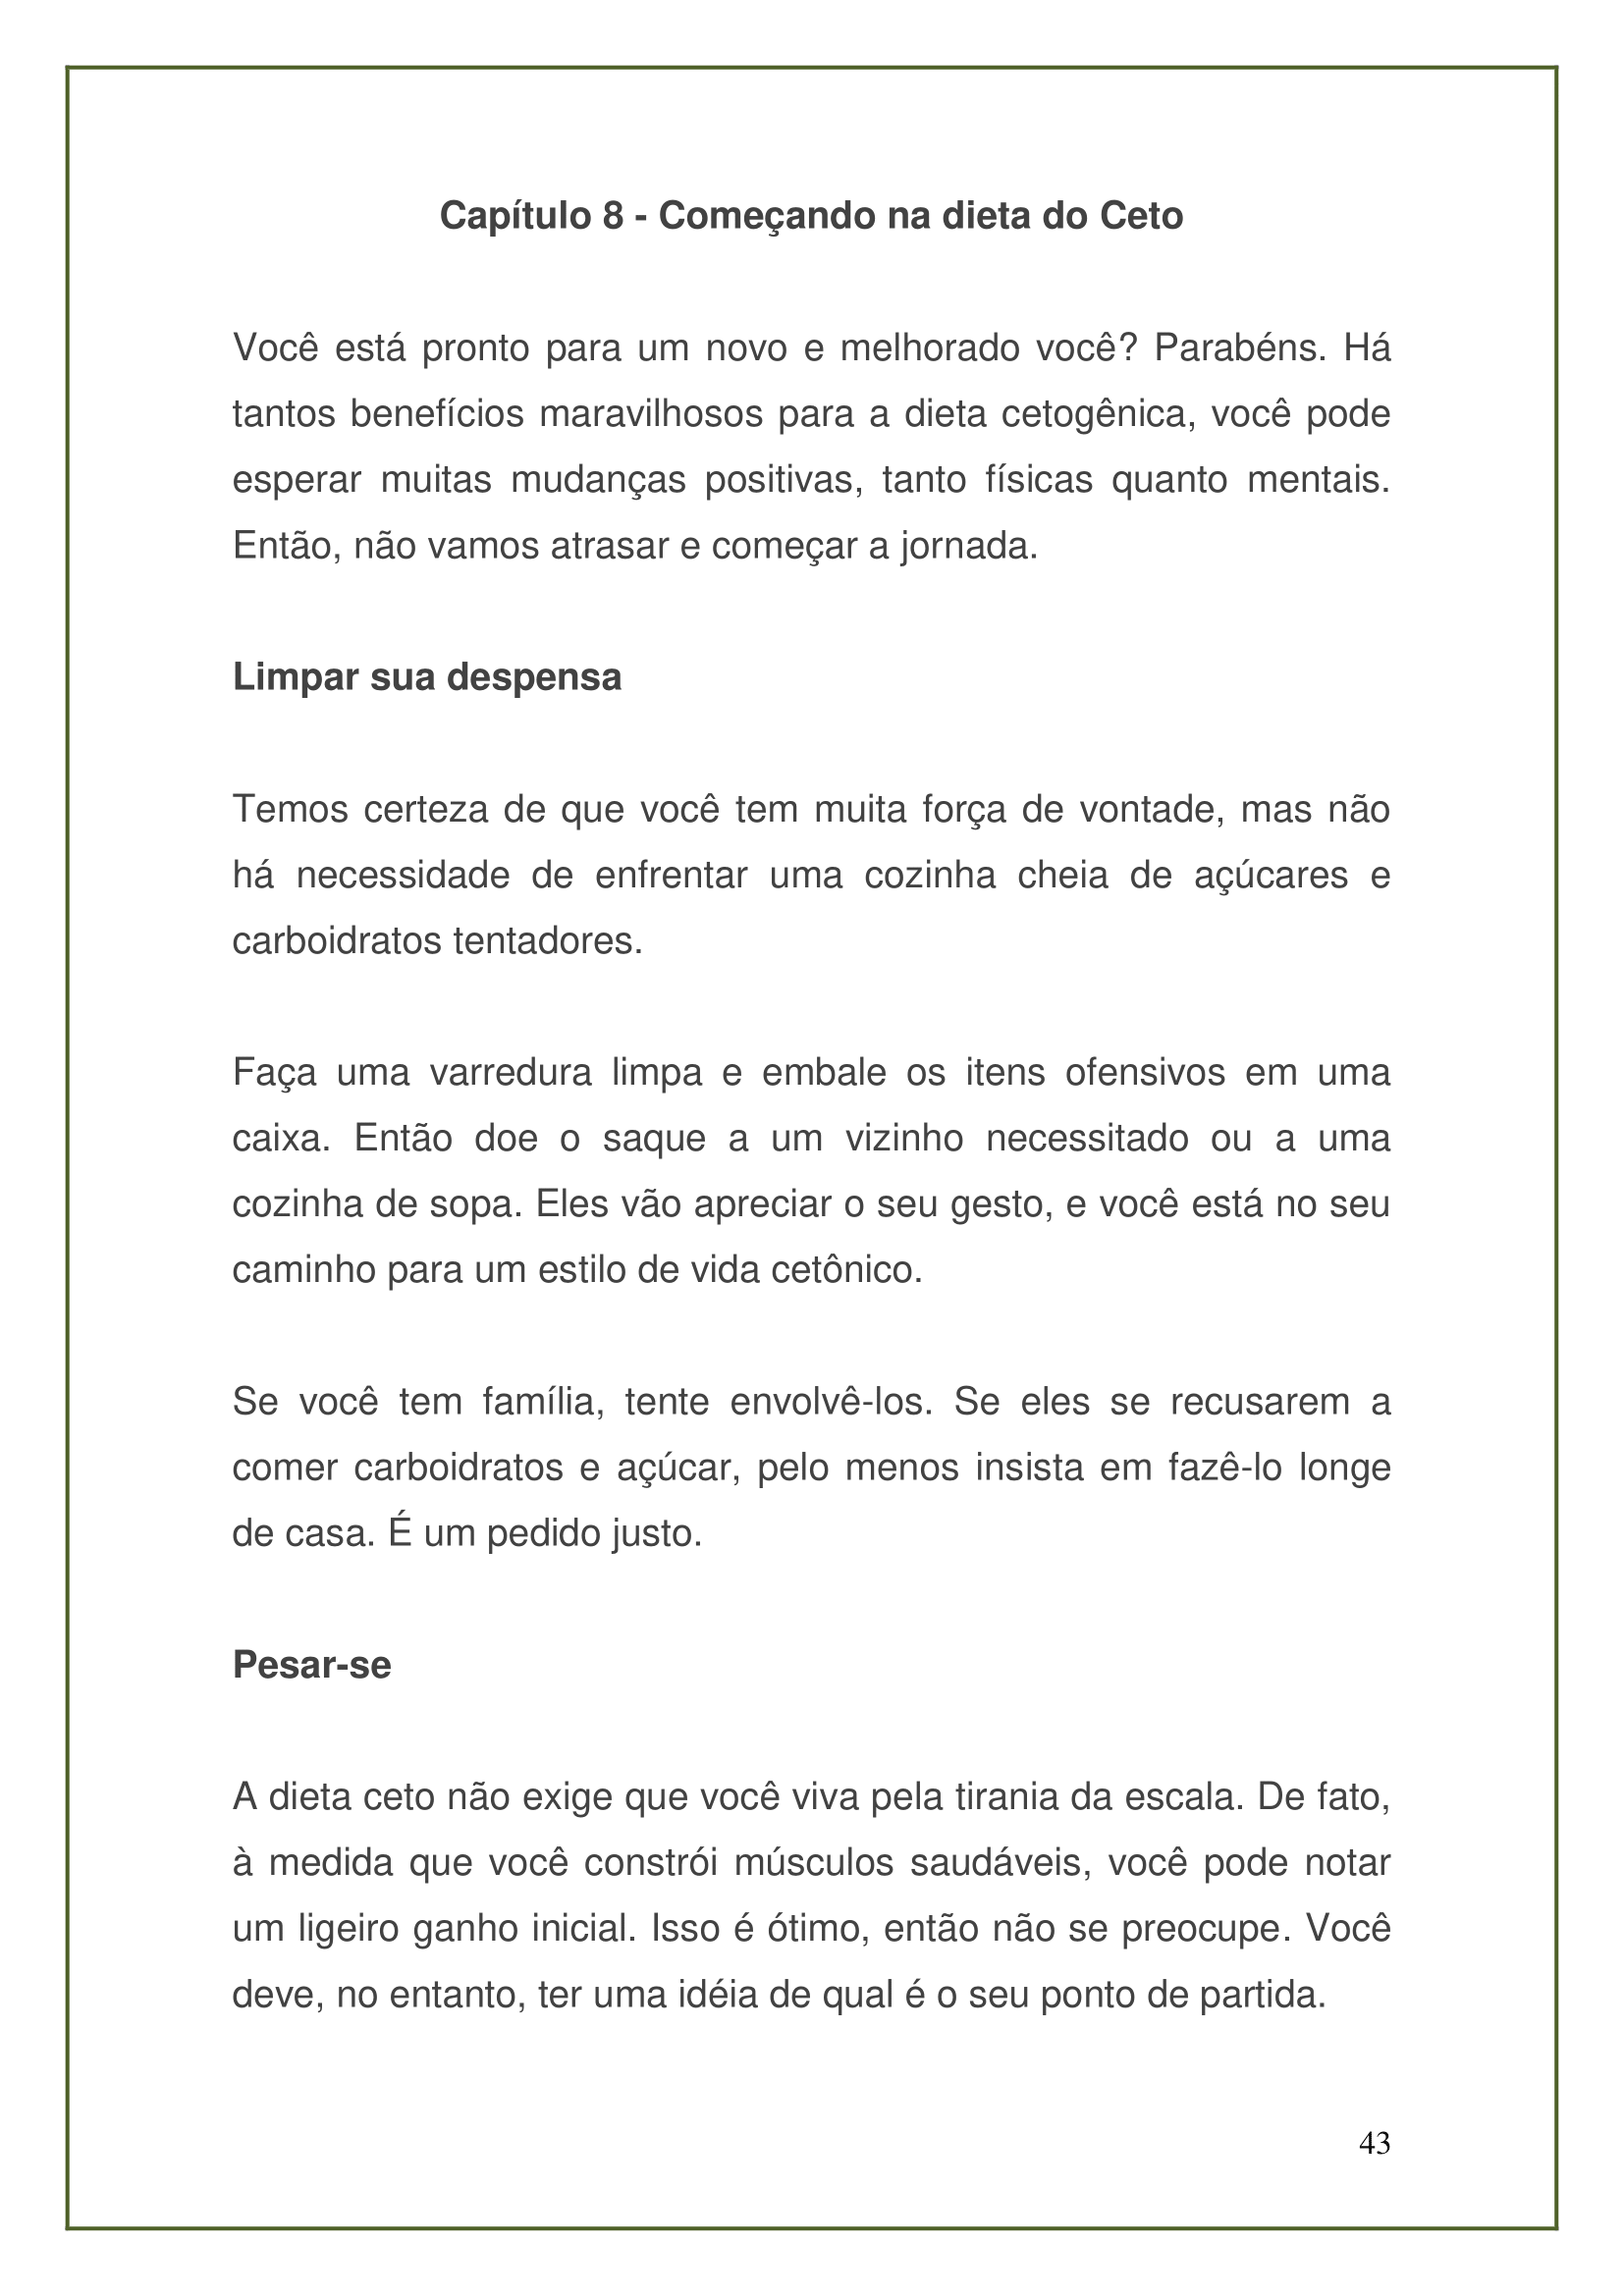 Capítulo 8 - Começando na dieta do Ceto
Você está pronto para um novo e melhorado você? Parabéns. Há
tantos benefícios maravilhosos para a dieta cetogênica, você pode
esperar muitas mudanças positivas, tanto físicas quanto mentais.
Então, não vamos atrasar e começar a jornada.
Limpar sua despensa
Temos certeza de que você tem muita força de vontade, mas não
há necessidade de enfrentar uma cozinha cheia de açúcares e
carboidratos tentadores.
Faça uma varredura limpa e embale os itens ofensivos em uma
caixa. Então doe o saque a um vizinho necessitado ou a uma
cozinha de sopa. Eles vão apreciar o seu gesto, e você está no seu
caminho para um estilo de vida cetônico.
Se você tem família, tente envolvê-los. Se eles se recusarem a
comer carboidratos e açúcar, pelo menos insista em fazê-lo longe
de casa. É um pedido justo.
Pesar-se
A dieta ceto não exige que você viva pela tirania da escala. De fato,
à medida que você constrói músculos saudáveis, você pode notar
um ligeiro ganho inicial. Isso é ótimo, então não se preocupe. Você
deve, no entanto, ter uma idéia de qual é o seu ponto de partida.
43